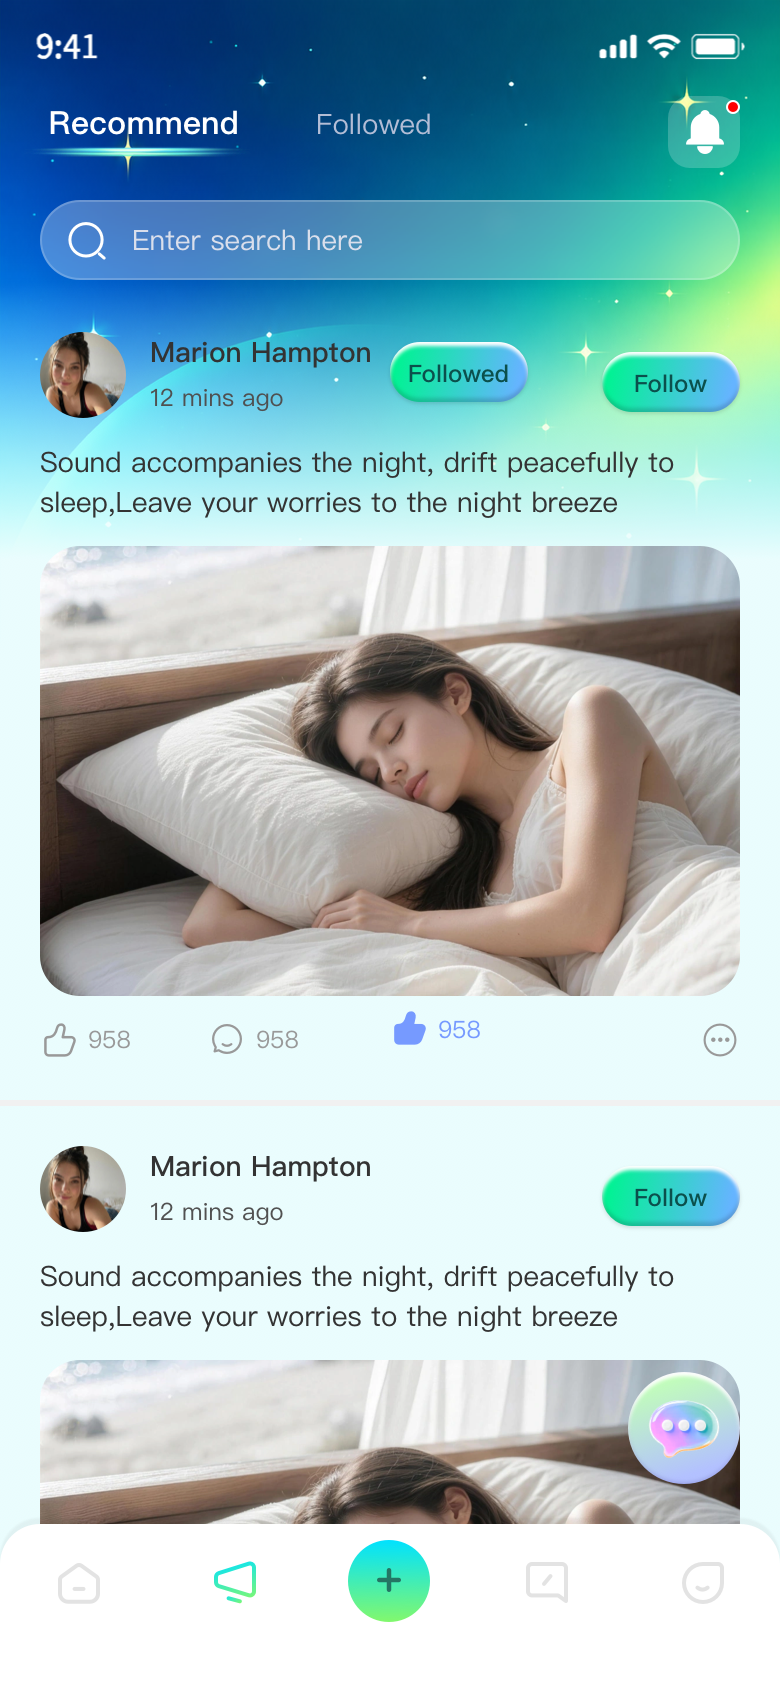 9:41
Recommend
Followed
Enter search here
Marion Hampton
Followed
Follow
12 mins ago
Sound accompanies the night, drift peacefully to
sleep,Leave your worries to the night breeze
958
958
958
Marion Hampton
Follow
12 mins ago
Sound accompanies the night, drift peacefully to
sleep,Leave your worries to the night breeze